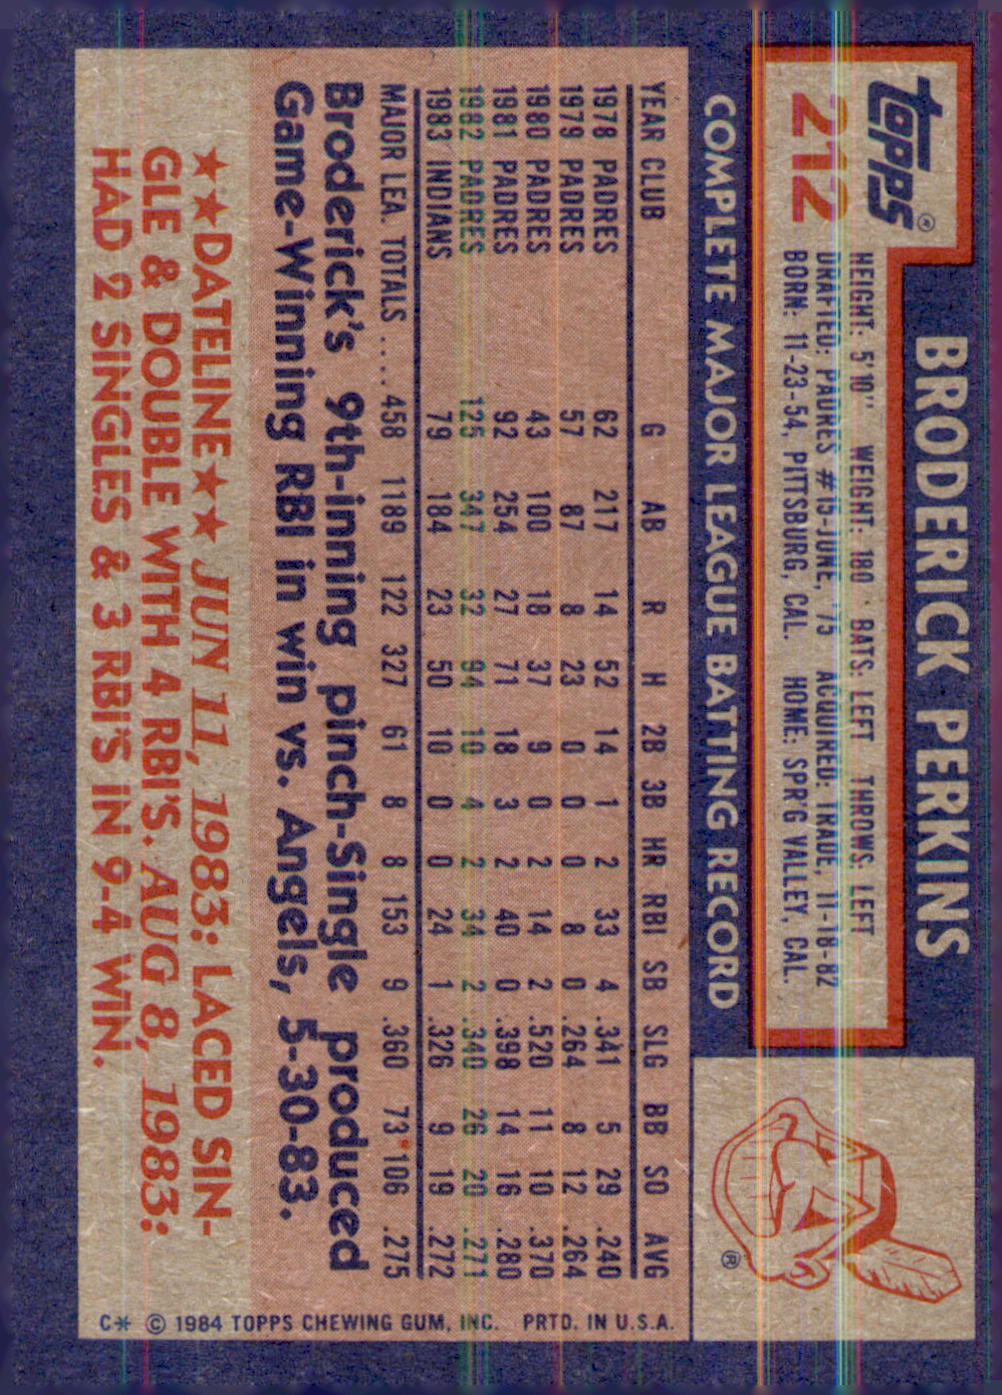 topps®
212
BRODERICK PERKINS
HEIGHT: 5'10" WEIGHT: 180 · BATS: LEFT THROWS: LEFT
DRAFTED: PADRES #15-JUNE, '75 ACQUIRED: TRADE, 11-18-82
BORN: 11-23-54, PITTSBURG, CAL. HOME: SPR'G VALLEY, CAL.
®
COMPLETE MAJOR LEAGUE BATTING RECORD
YEAR CLUB G AB R H 2B 3B HR RBI SB SLG BB SO AVG
1978 PADRES 62 217 14 52 14 1 2 33 4 .341 5 29 .240
1979 PADRES 57 87 8 23 0 0 0 8 0 .264 8 12 .264
1980 PADRES 43 100 18 37 9 0 2 14 2 .520 11 10 .370
1981 PADRES 92 254 27 71 18 3 2 40 0 .398 14 16 .280
1982 PADRES 125 347 32 94 10 4 2 34 2 .340 26 20 .271
1983 INDIANS 79 184 23 50 10 0 0 24 1 .326 9 19 .272
MAJOR LEA. TOTALS .... 458 1189 122 327 61 8 8 153 9 .360 73 106 .275
Broderick's 9th-inning pinch-Single produced
Game-Winning RBI in win vs. Angels, 5-30-83.
★★DATELINE★★ JUN 11, 1983: LACED SIN-
GLE & DOUBLE WITH 4 RBI'S. AUG 8, 1983:
HAD 2 SINGLES & 3 RBI'S IN 9-4 WIN.
C* © 1984 TOPPS CHEWING GUM, INC. PRTD. IN U.S.A.